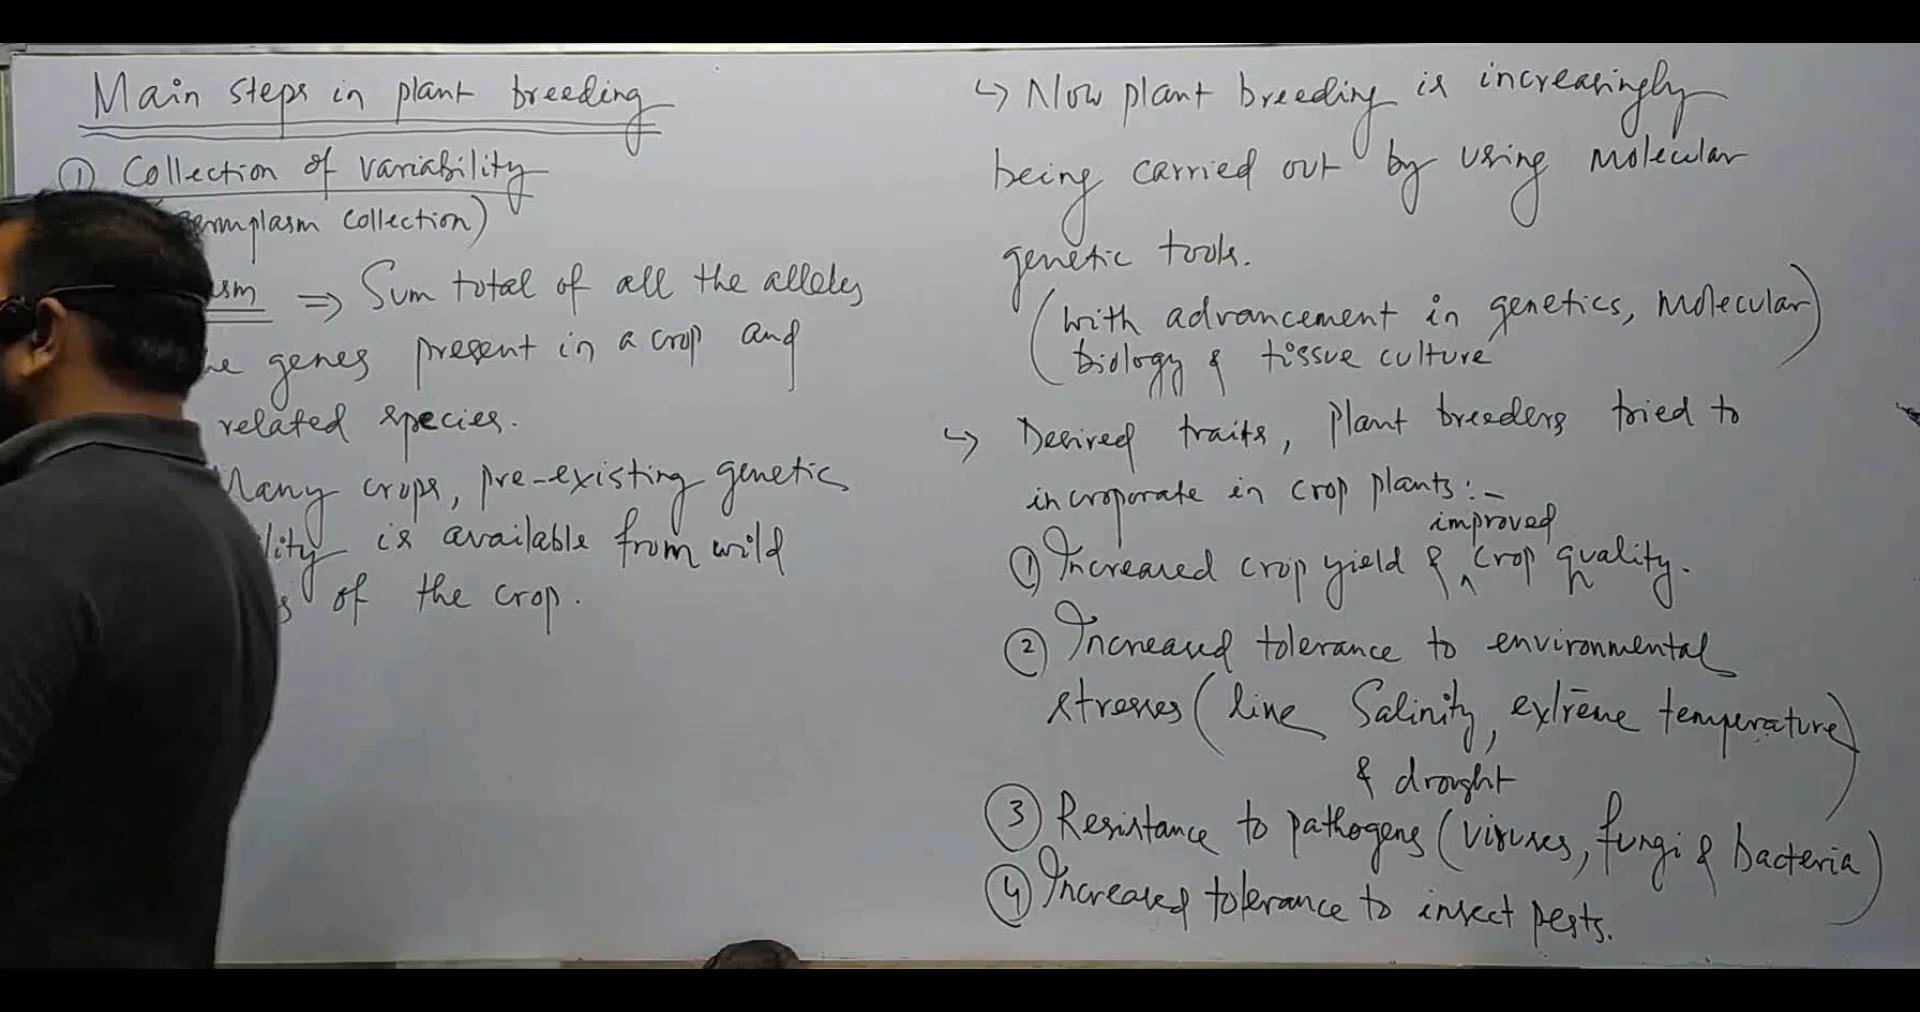 Main steps in plant breeding
① Collection of variability
ermplasm collection)
⇒ Sum total of all the alleles
genes present in a crop and
related species.
Many crops, pre-existing genetic
is available from wild
of the crop.
↪ Now plant breeding is increasingly
being carried out by using molecular
genetic tools.
(with advancement in genetics, molecular
biology & tissue culture)
↪ Desired traits, plant breeders tried to
incroporate in crop plants:-
improved
① Increased crop yield & ^ crop quality.
② Increased tolerance to environmental
stresses (like Salinity, extreme temperature
& drought)
③ Resistance to pathogens (viruses, fungi & bacteria)
④ Increased tolerance to insect pests.